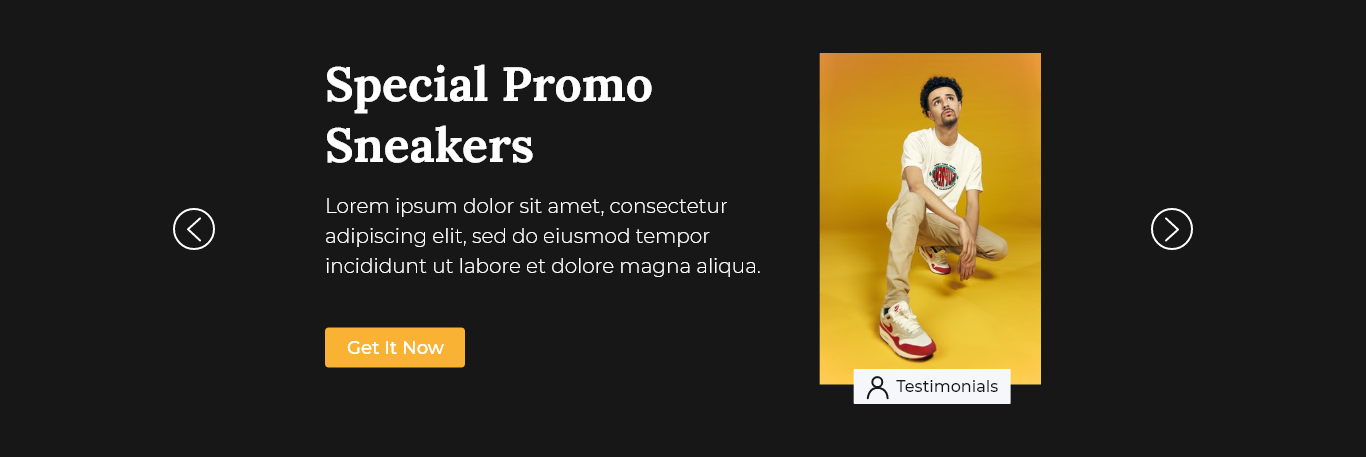 Special Promo
Sneakers
Lorem ipsum dolor sit amet, consectetur
adipiscing elit, sed do eiusmod tempor
incididunt ut labore et dolore magna aliqua.
Get It Now
Testimonials